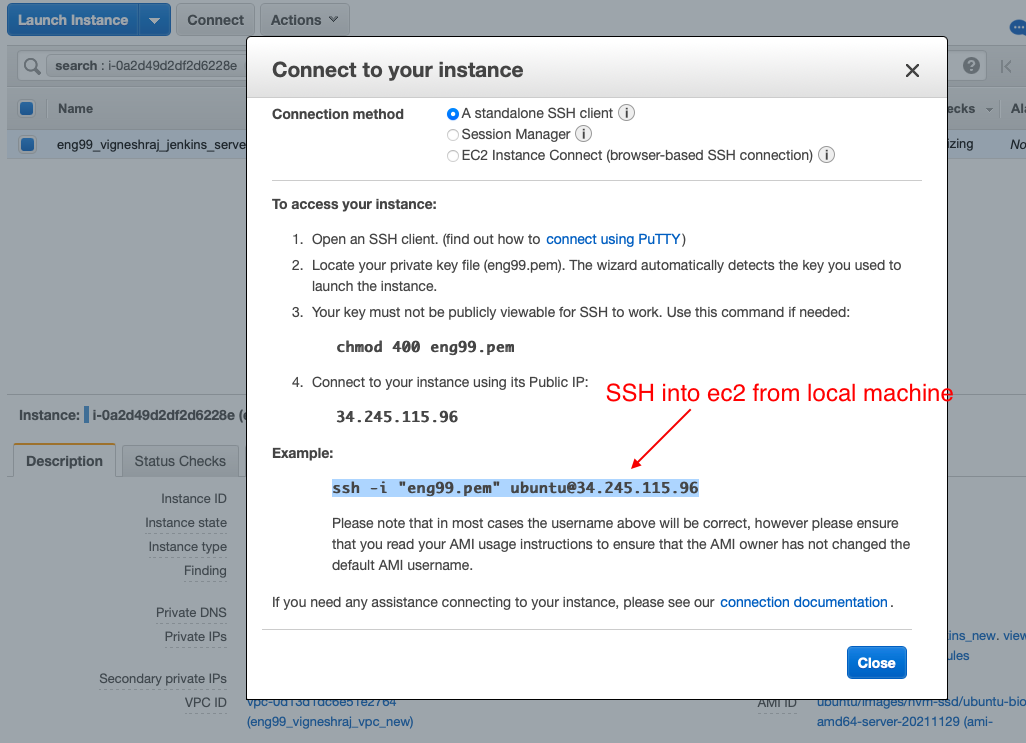 Launch Instance Connect Actions
search : i-0a2d49d2df2d6228e
Name
eng99_vigneshraj_jenkins_serve
Connect to your instance
Connection method
A standalone SSH client
Session Manager
EC2 Instance Connect (browser-based SSH connection)
To access your instance:
1. Open an SSH client. (find out how to connect using PuTTY)
2. Locate your private key file (eng99.pem). The wizard automatically detects the key you used to
launch the instance.
3. Your key must not be publicly viewable for SSH to work. Use this command if needed:
chmod 400 eng99.pem
4. Connect to your instance using its Public IP:
34.245.115.96
SSH into ec2 from local machine
Example:
ssh -i "eng99.pem" ubuntu@34.245.115.96
Please note that in most cases the username above will be correct, however please ensure
that you read your AMI usage instructions to ensure that the AMI owner has not changed the
default AMI username.
If you need any assistance connecting to your instance, please see our connection documentation .
Close
ecks Ala
izing No
Instance: i-0a2d49d2df2d6228e (
Description Status Checks
Instance ID
Instance state
Instance type
Finding
Private DNS
Private IPs
Secondary private IPs
VPC ID
(eng99_vigneshraj_vpc_new)
kins_new. view
ules
AMI ID
ubuntu/images/hvm-ssd/ubuntu-bio
amd64-server-20211129 (ami-